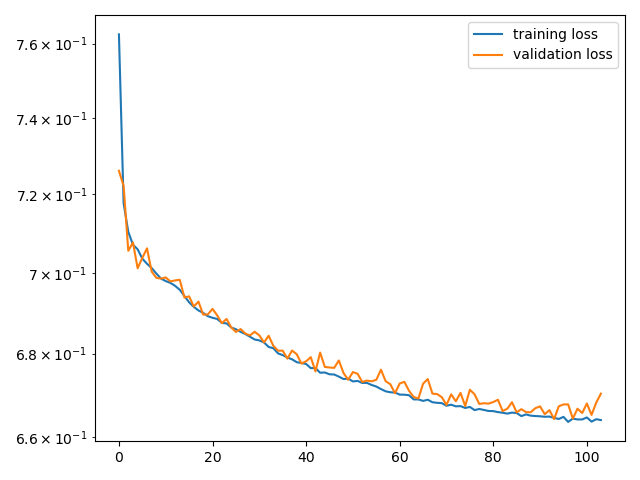 training loss
validation loss
7.6 × 10⁻¹
7.4 × 10⁻¹
7.2 × 10⁻¹
7 × 10⁻¹
6.8 × 10⁻¹
6.6 × 10⁻¹
0 20 40 60 80 100